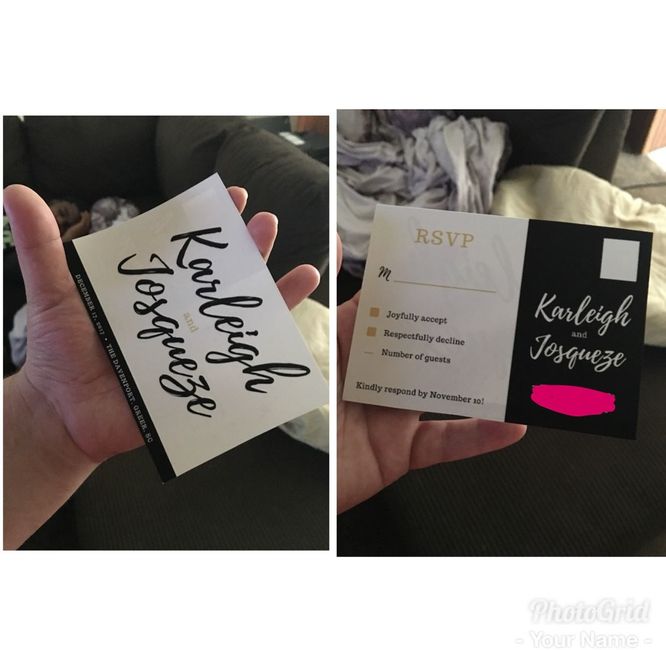 Karleigh
and
Josqueze
DECEMBER 12, 2017 • THE DAVENPORT, GREER, SC
RSVP
M
Joyfully accept
Respectfully decline
Number of guests
Kindly respond by November 10!
Karleigh
and
Josqueze
PhotoGrid
- Your Name -